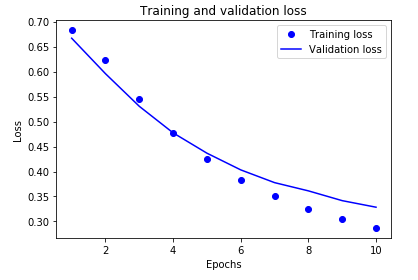 Training and validation loss
Training loss
Validation loss
Loss
0.70
0.65
0.60
0.55
0.50
0.45
0.40
0.35
0.30
2 4 6 8 10
Epochs